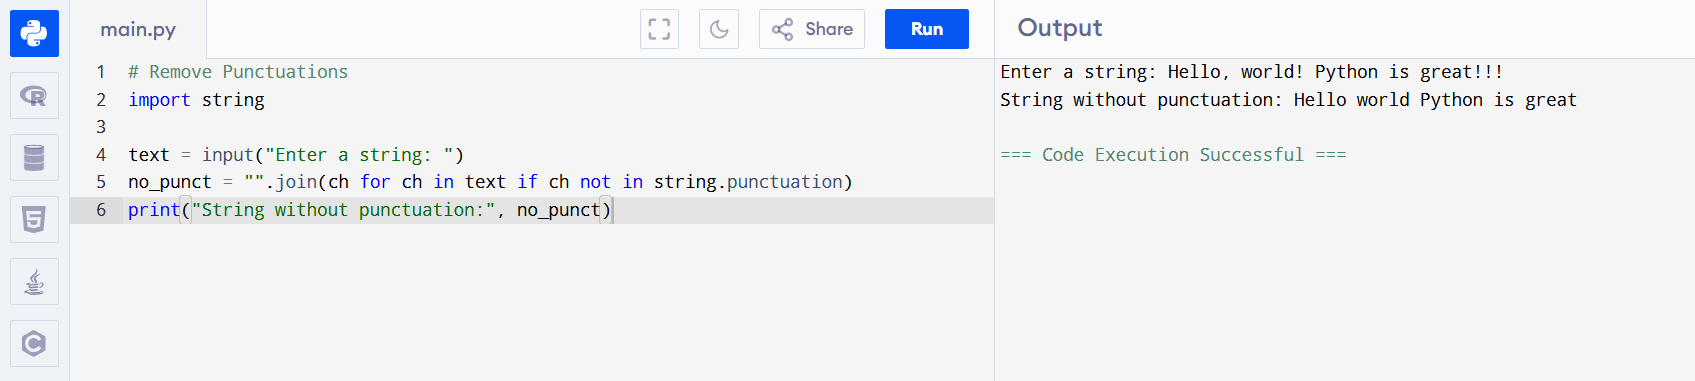 main.py
Share
Run
Output
1 # Remove Punctuations
2 import string
3
4 text = input("Enter a string: ")
5 no_punct = "".join(ch for ch in text if ch not in string.punctuation)
6 print("String without punctuation:", no_punct)
Enter a string: Hello, world! Python is great!!!
String without punctuation: Hello world Python is great
=== Code Execution Successful ===
R
5
C